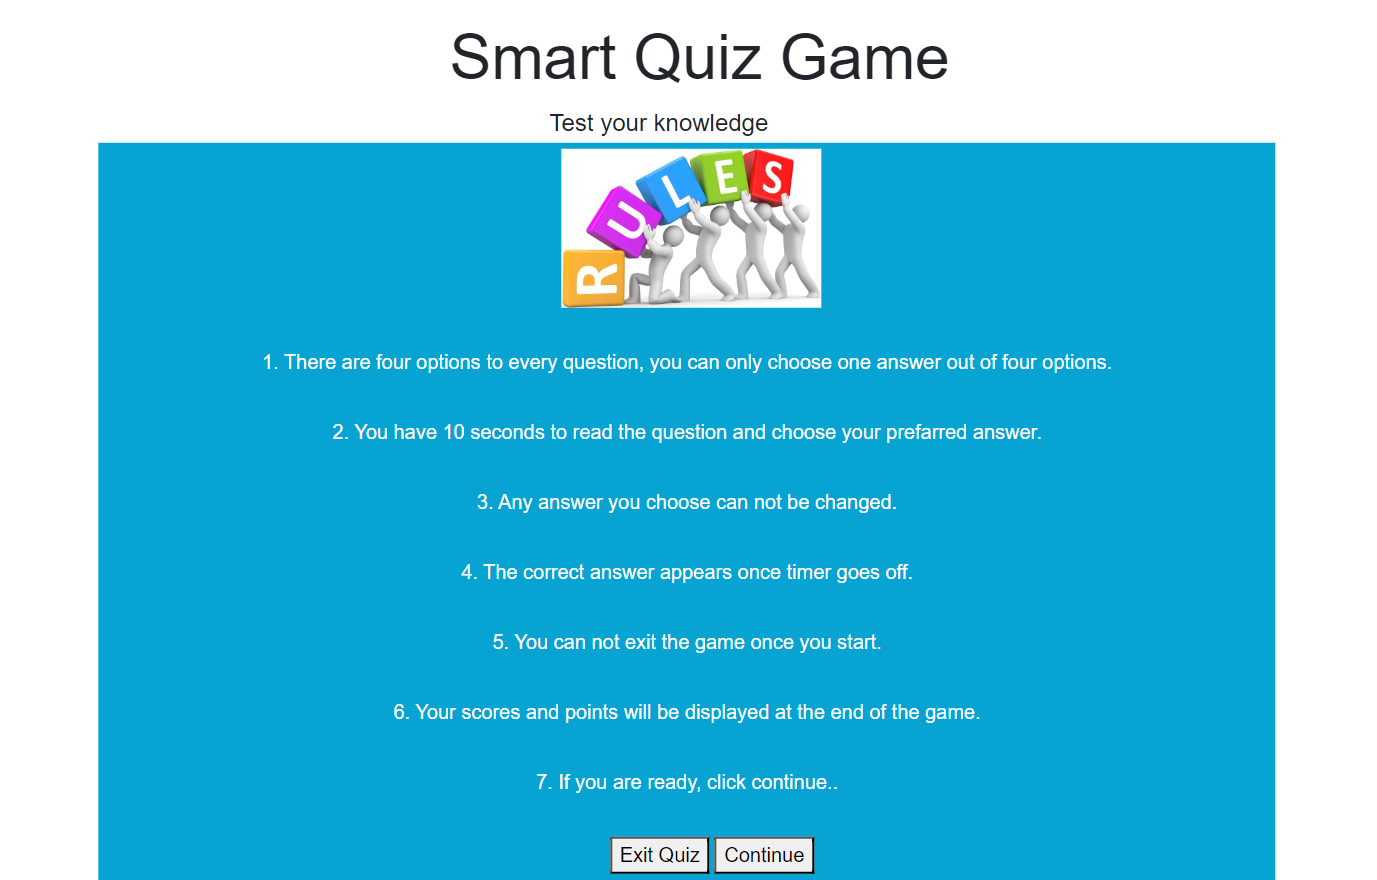 Smart Quiz Game
Test your knowledge
RULES
1. There are four options to every question, you can only choose one answer out of four options.
2. You have 10 seconds to read the question and choose your prefarred answer.
3. Any answer you choose can not be changed.
4. The correct answer appears once timer goes off.
5. You can not exit the game once you start.
6. Your scores and points will be displayed at the end of the game.
7. If you are ready, click continue..
Exit Quiz Continue